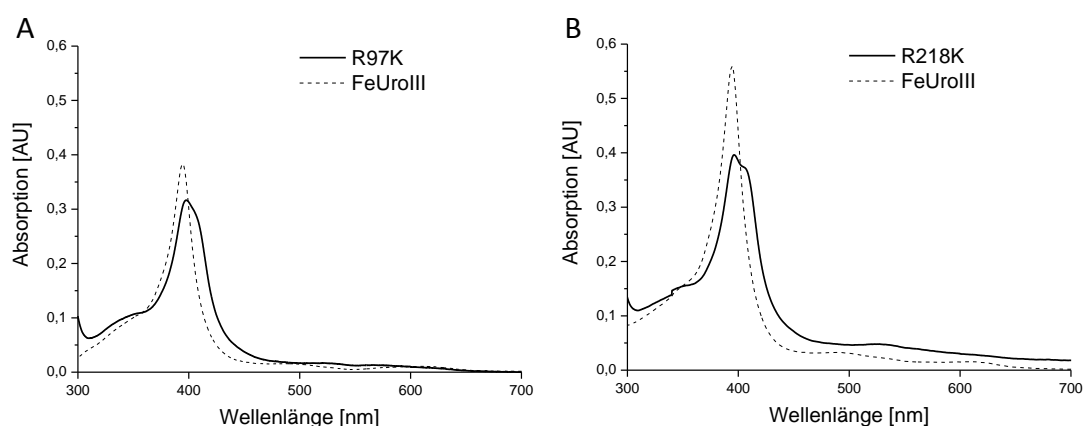 A
R97K
FeUroIII
Absorption [AU]
0,6
0,5
0,4
0,3
0,2
0,1
0,0
300
400
500
600
700
Wellenlänge [nm]
B
R218K
FeUroIII
Absorption [AU]
0,6
0,5
0,4
0,3
0,2
0,1
0,0
300
400
500
600
700
Wellenlänge [nm]